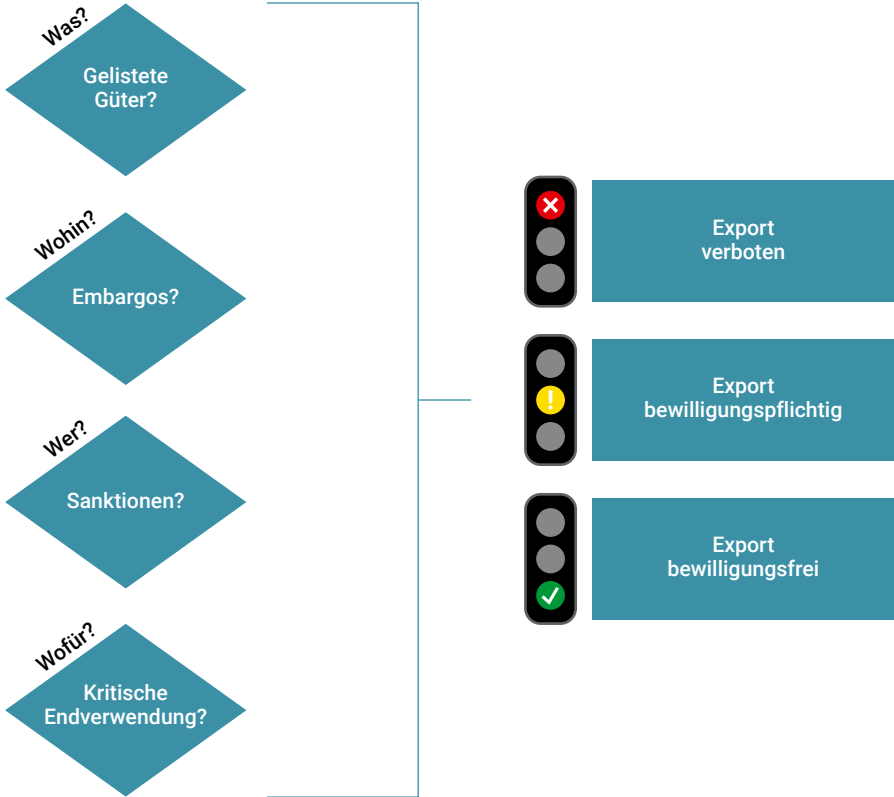 Was?
Gelistete
Güter?
Wohin?
Embargos?
Wer?
Sanktionen?
Wofür?
Kritische
Endverwendung?
Export
verboten
!
Export
bewilligungspflichtig
Export
bewilligungsfrei